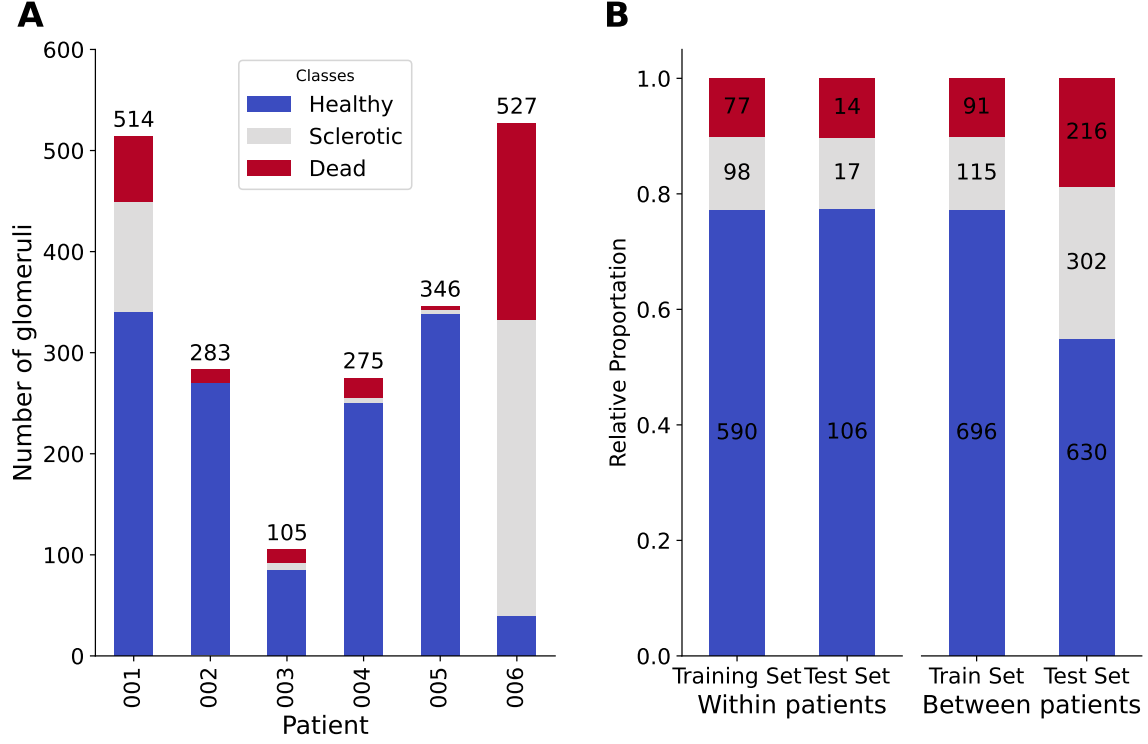 A
Number of glomeruli
600
500
400
300
200
100
0
Classes
Healthy
Sclerotic
Dead
514
283
105
275
346
527
001
002
003
004
005
006
Patient
B
Relative Proportation
1.0
0.8
0.6
0.4
0.2
0.0
77
98
590
14
17
106
91
115
696
216
302
630
Training Set
Test Set
Train Set
Test Set
Within patients
Between patients